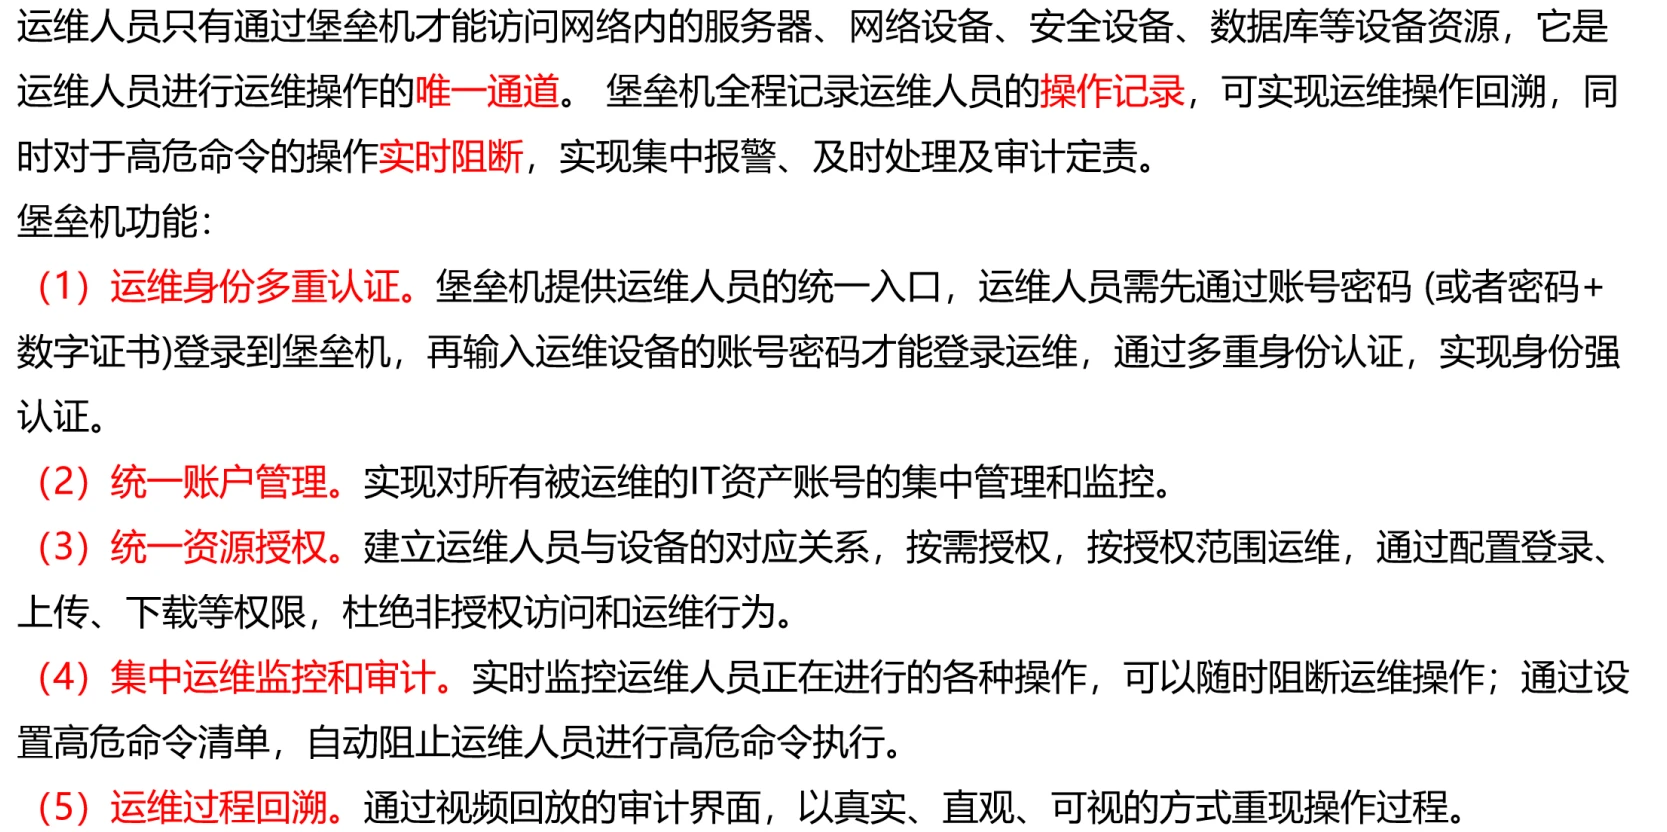 运维人员只有通过堡垒机才能访问网络内的服务器、网络设备、安全设备、数据库等设备资源，它是
运维人员进行运维操作的唯一通道。 堡垒机全程记录运维人员的操作记录，可实现运维操作回溯，同
时对于高危命令的操作实时阻断，实现集中报警、及时处理及审计定责。
堡垒机功能：
（1）运维身份多重认证。堡垒机提供运维人员的统一入口，运维人员需先通过账号密码 (或者密码+
数字证书)登录到堡垒机，再输入运维设备的账号密码才能登录运维，通过多重身份认证，实现身份强
认证。
（2）统一账户管理。实现对所有被运维的IT资产账号的集中管理和监控。
（3）统一资源授权。建立运维人员与设备的对应关系，按需授权，按授权范围运维，通过配置登录、
上传、下载等权限，杜绝非授权访问和运维行为。
（4）集中运维监控和审计。实时监控运维人员正在进行的各种操作，可以随时阻断运维操作；通过设
置高危命令清单，自动阻止运维人员进行高危命令执行。
（5）运维过程回溯。通过视频回放的审计界面，以真实、直观、可视的方式重现操作过程。